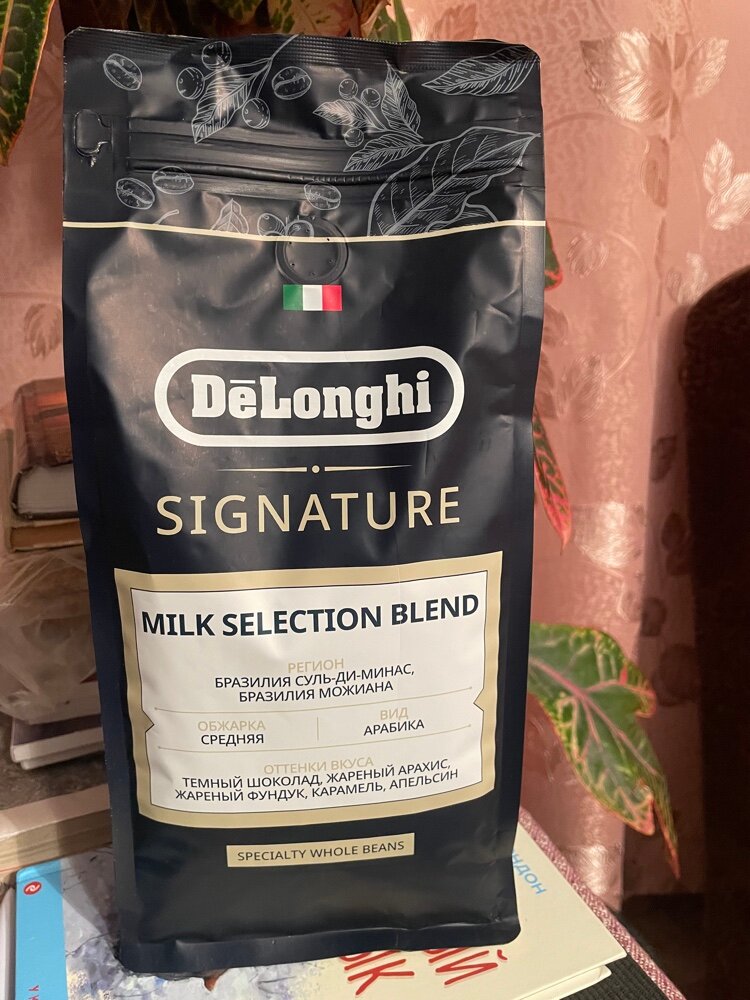 DēLonghi
SIGNATURE
MILK SELECTION BLEND
РЕГИОН
БРАЗИЛИЯ СУЛЬ-ДИ-МИНАС,
БРАЗИЛИЯ МОЖИАНА
ОБЖАРКА
СРЕДНЯЯ
ВИД
АРАБИКА
ОТТЕНКИ ВКУСА
ТЕМНЫЙ ШОКОЛАД, ЖАРЕНЫЙ АРАХИС,
ЖАРЕНЫЙ ФУНДУК, КАРАМЕЛЬ, АПЕЛЬСИН
SPECIALTY WHOLE BEANS